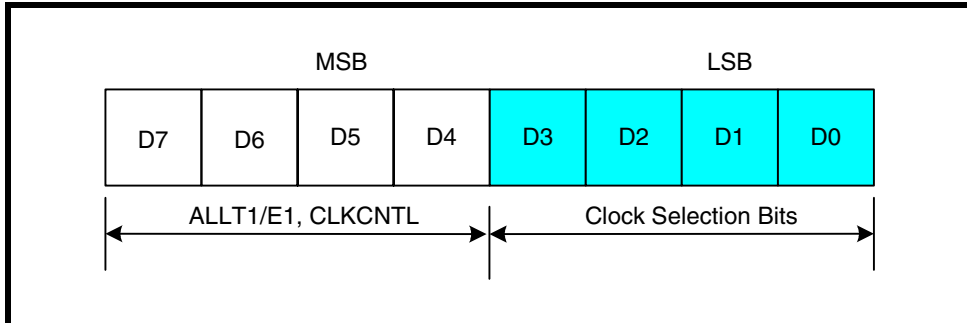 MSB LSB
D7 D6 D5 D4 D3 D2 D1 D0
ALLT1/E1, CLKCNTL Clock Selection Bits